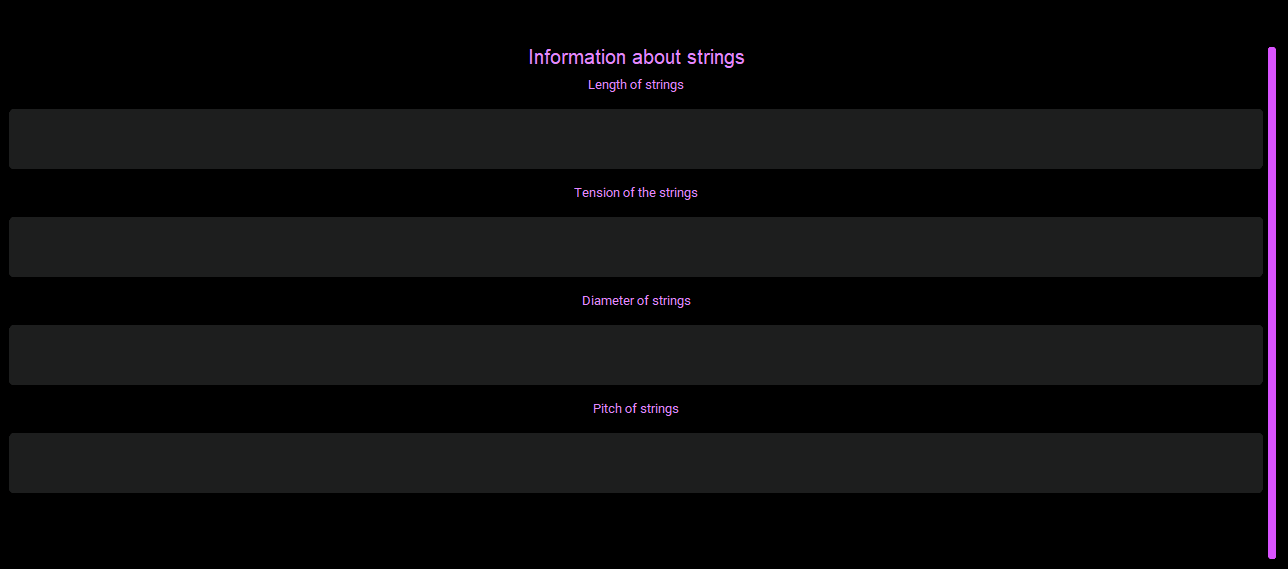 Information about strings
Length of strings
Tension of the strings
Diameter of strings
Pitch of strings